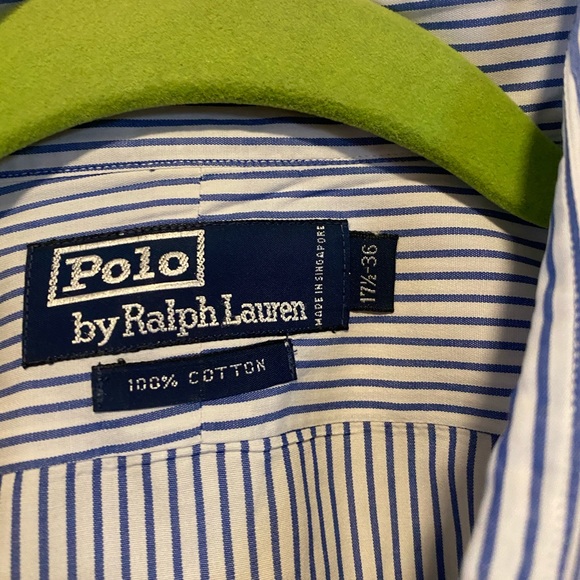 Polo
by Ralph Lauren
MADE IN SINGAPORE
17½-36
100% COTTON